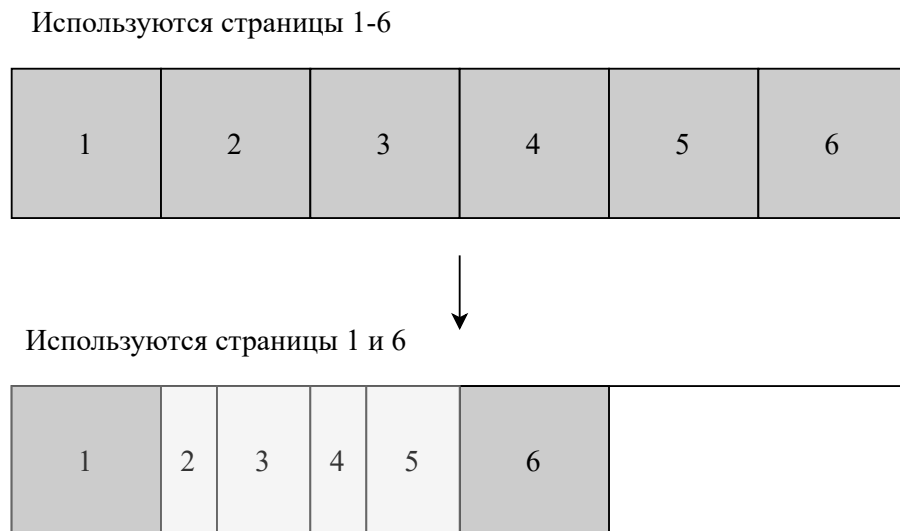 Используются страницы 1-6
1 2 3 4 5 6
Используются страницы 1 и 6
1 2 3 4 5 6